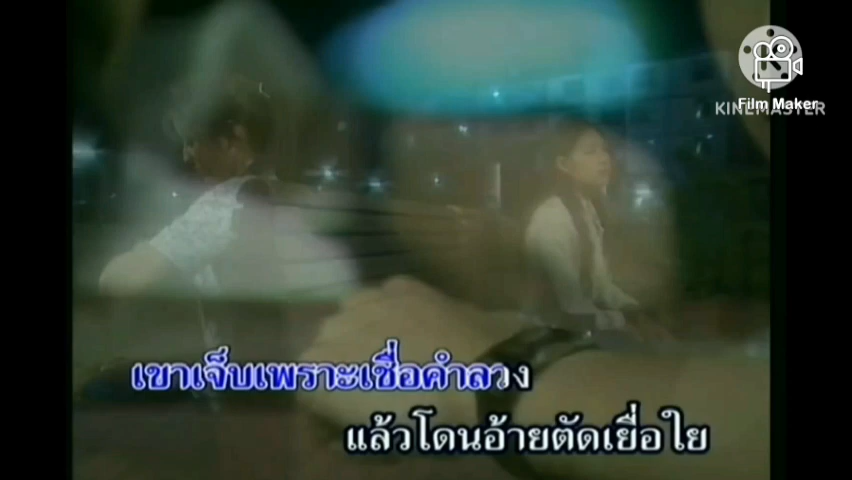 Film Maker
KINEMASTER
เขาเจ็บเพราะเชื่อคำลวง
แล้วโดนอ้ายตัดเยื่อใย